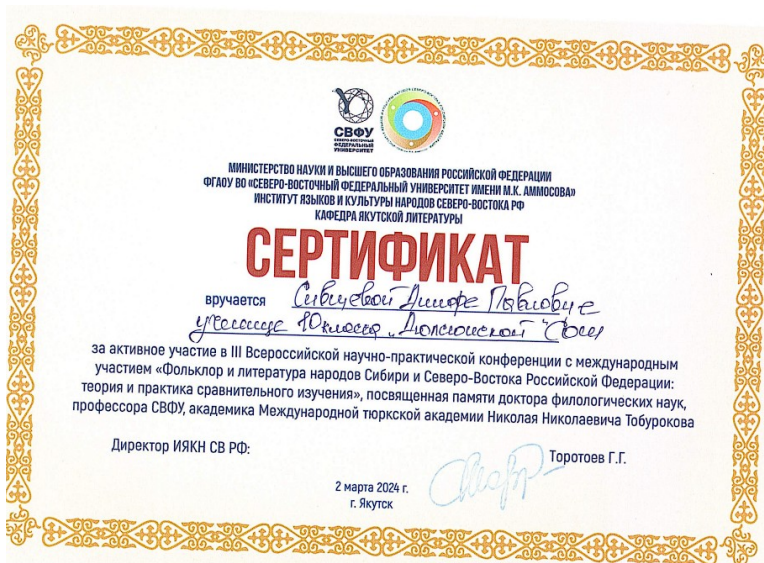 СВФУ
СЕВЕРО-ВОСТОЧНЫЙ
ФЕДЕРАЛЬНЫЙ
УНИВЕРСИТЕТ
МИНИСТЕРСТВО НАУКИ И ВЫСШЕГО ОБРАЗОВАНИЯ РОССИЙСКОЙ ФЕДЕРАЦИИ
ФГАОУ ВО «СЕВЕРО-ВОСТОЧНЫЙ ФЕДЕРАЛЬНЫЙ УНИВЕРСИТЕТ ИМЕНИ М.К. АММОСОВА»
ИНСТИТУТ ЯЗЫКОВ И КУЛЬТУРЫ НАРОДОВ СЕВЕРО-ВОСТОКА РФ
КАФЕДРА ЯКУТСКОЙ ЛИТЕРАТУРЫ
СЕРТИФИКАТ
вручается Сивцевой Павловне
ученице 10 класса
за активное участие в III Всероссийской научно-практической конференции с международным
участием «Фольклор и литература народов Сибири и Северо-Востока Российской Федерации:
теория и практика сравнительного изучения», посвященная памяти доктора филологических наук,
профессора СВФУ, академика Международной тюркской академии Николая Николаевича Тобурокова
Директор ИЯКН СВ РФ: Торотоев Г.Г.
2 марта 2024 г.
г. Якутск